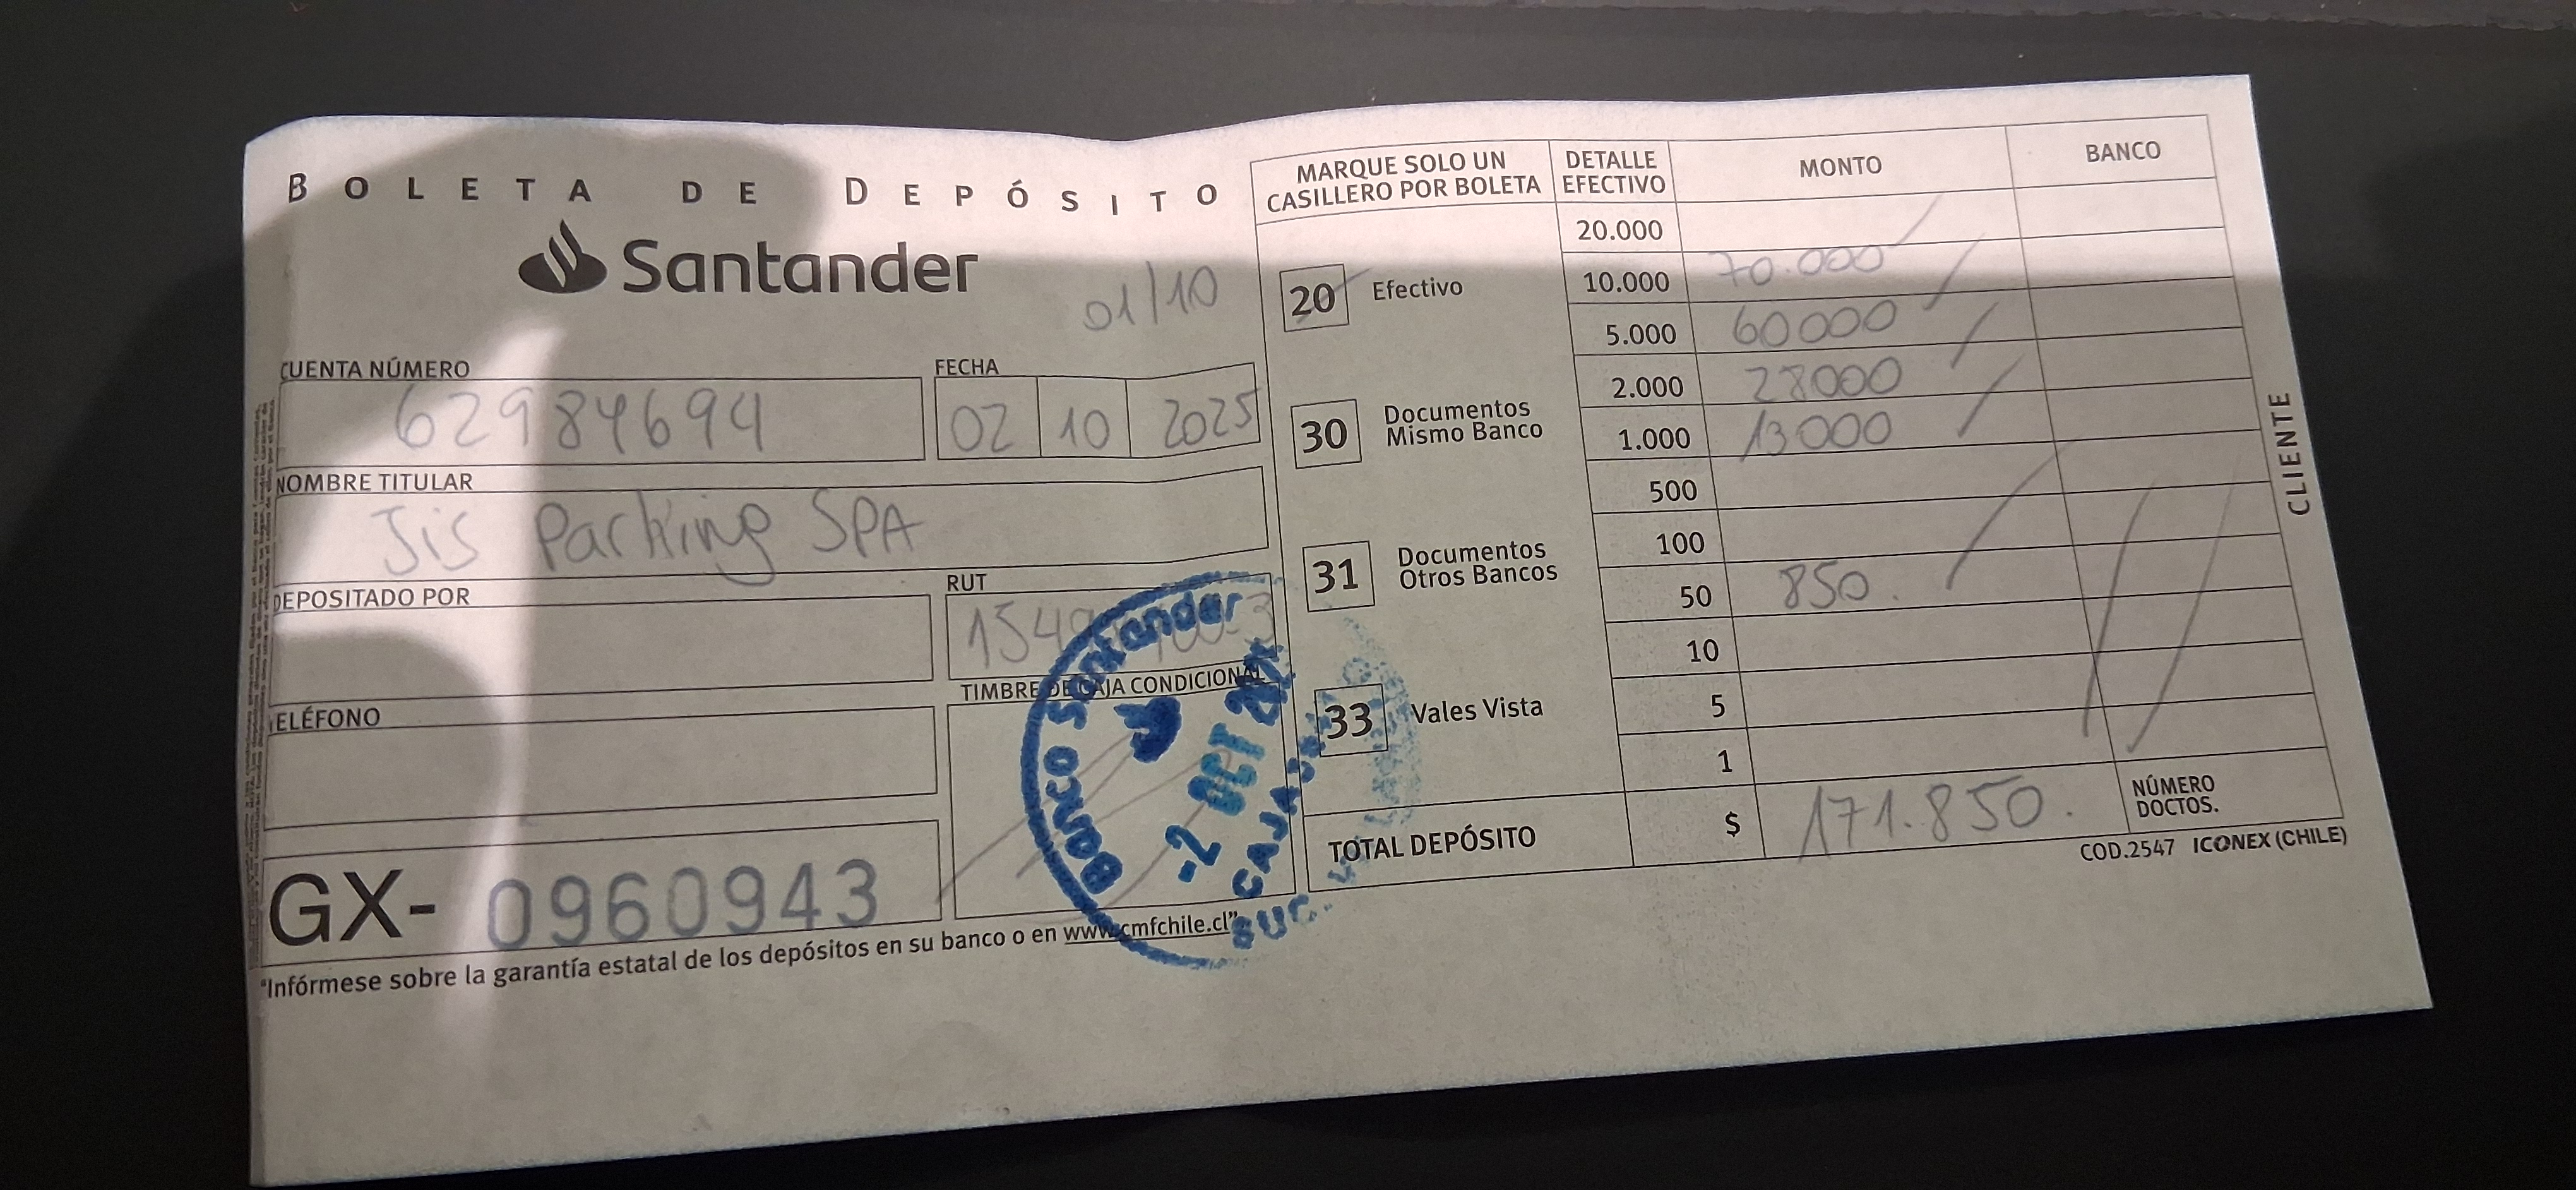 BOLETA DE DEPÓSITO
Santander
01/10
CUENTA NÚMERO
62984694
FECHA
02 10 2025
NOMBRE TITULAR
Jis Parking SPA
DEPOSITADO POR
RUT
TELÉFONO
TIMBRE DE CAJA CONDICIONAL
GX- 0960943
"Infórmese sobre la garantía estatal de los depósitos en su banco o en www.cmfchile.cl"
Banco Santander
-2 OCT
CAJA
SUC.
MARQUE SOLO UN
CASILLERO POR BOLETA
20 Efectivo
30 Documentos
Mismo Banco
31 Documentos
Otros Bancos
33 Vales Vista
DETALLE
EFECTIVO
MONTO
BANCO
20.000
10.000 70.000
5.000 60000
2.000 28000
1.000 13000
500
100
50 850.
10
5
1
TOTAL DEPÓSITO $ 171.850.
NÚMERO
DOCTOS.
COD.2547 ICONEX (CHILE)
CLIENTE